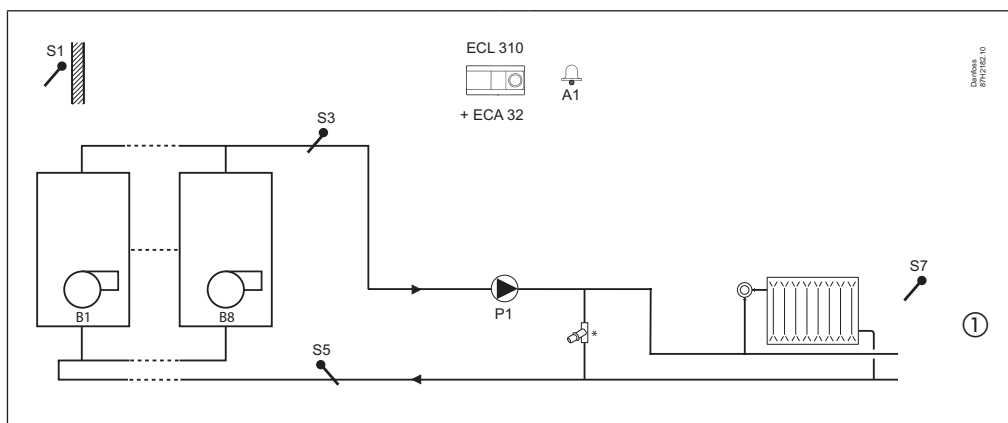 S1
ECL 310
A1
+ ECA 32
Danfoss
87H2182.10
S3
B1
B8
P1
*
S7
S5
①